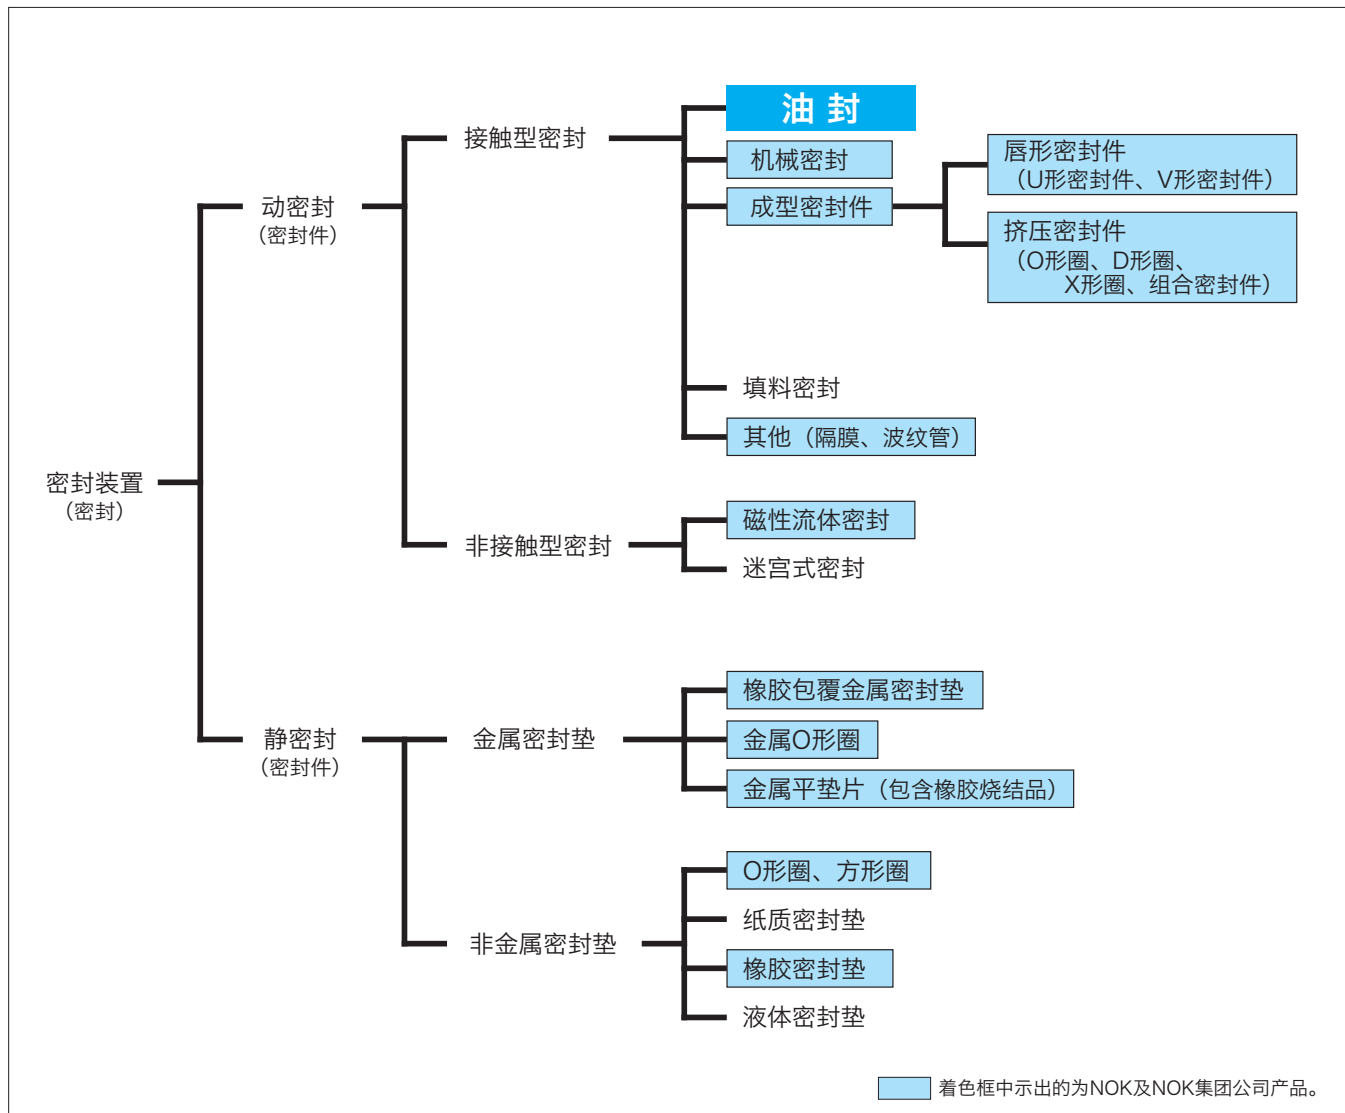 油 封
接触型密封
机械密封
唇形密封件
（U形密封件、V形密封件）
动密封
（密封件）
成型密封件
挤压密封件
（O形圈、D形圈、
X形圈、组合密封件）
填料密封
其他（隔膜、波纹管）
密封装置
（密封）
磁性流体密封
非接触型密封
迷宫式密封
橡胶包覆金属密封垫
静密封
（密封件）
金属密封垫
金属O形圈
金属平垫片（包含橡胶烧结品）
O形圈、方形圈
纸质密封垫
非金属密封垫
橡胶密封垫
液体密封垫
着色框中示出的为NOK及NOK集团公司产品。